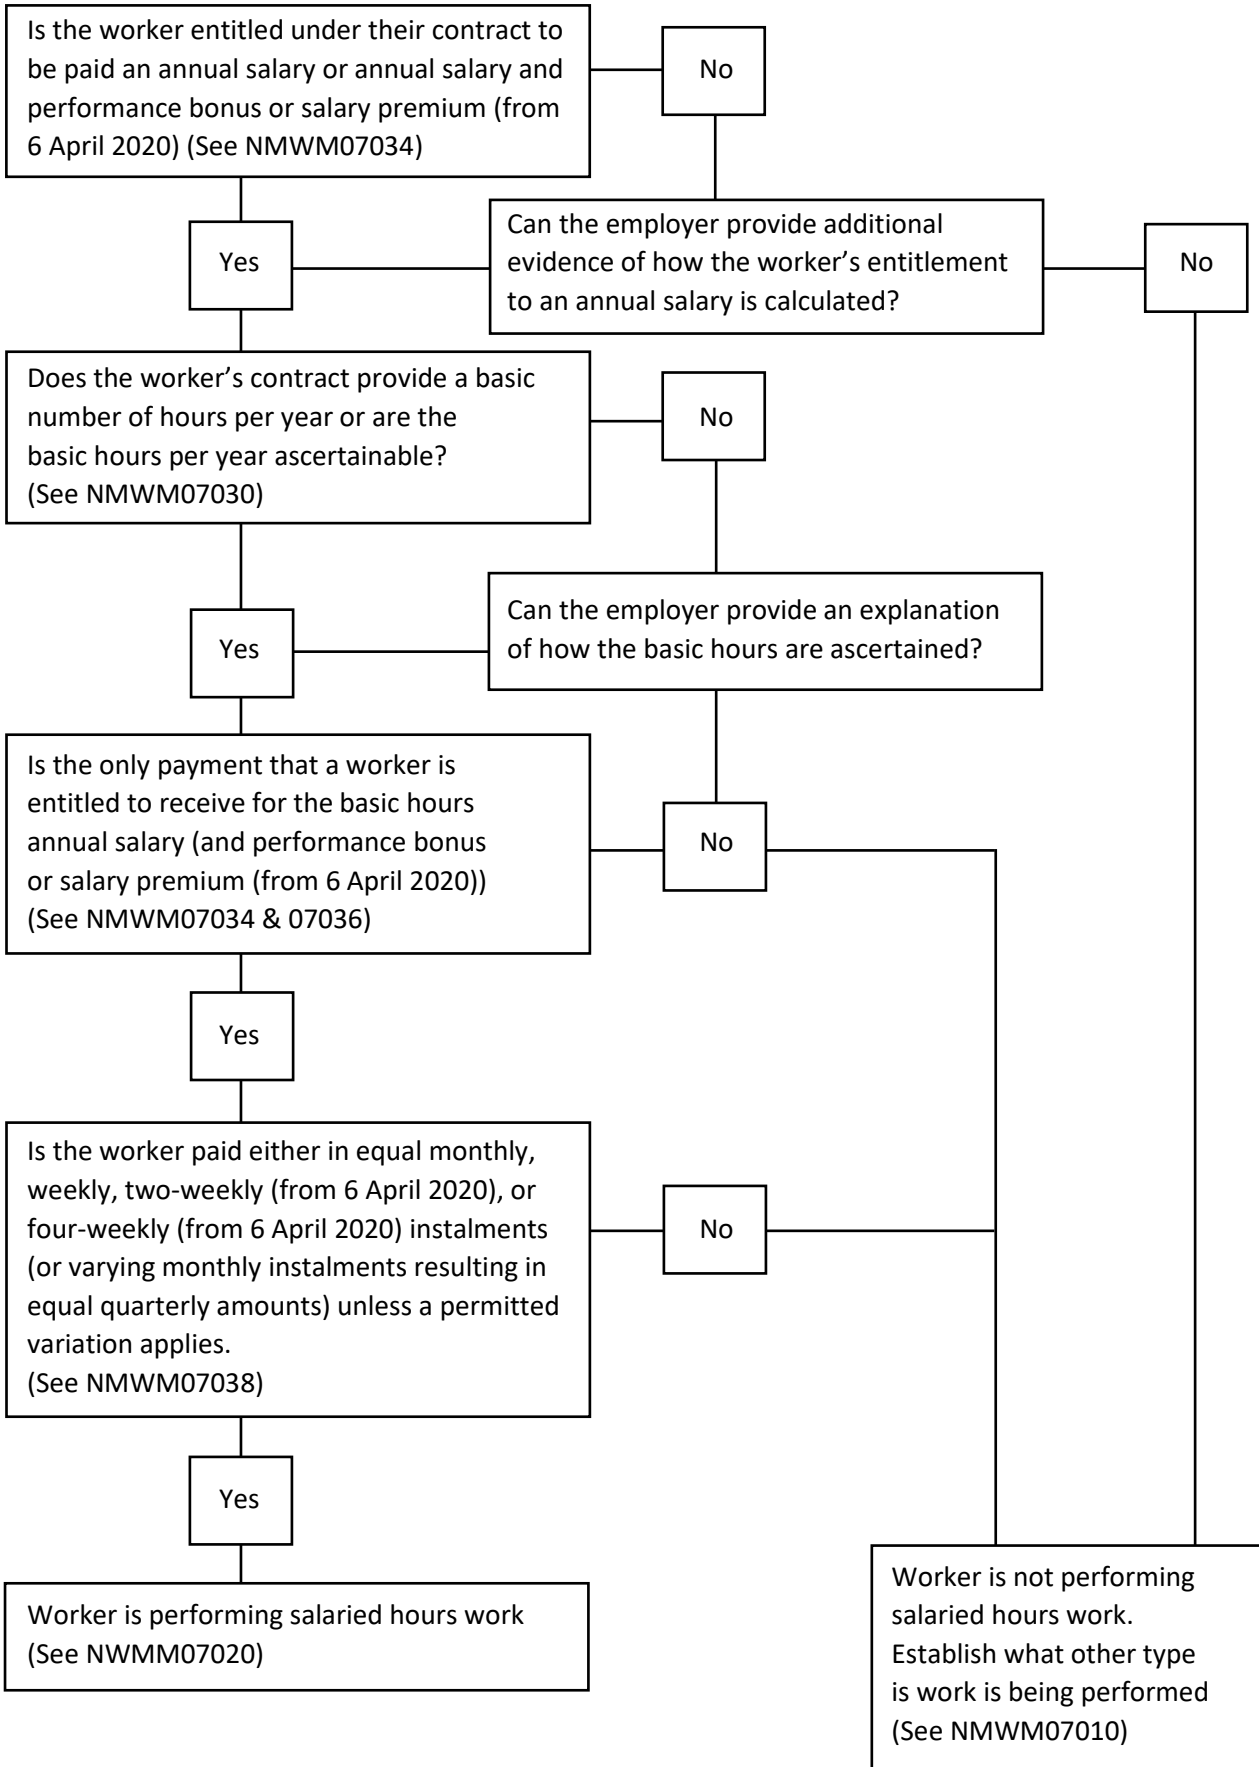 Is the worker entitled under their contract to
be paid an annual salary or annual salary and
performance bonus or salary premium (from
6 April 2020) (See NMWM07034)
No
Yes
Can the employer provide additional
evidence of how the worker’s entitlement
to an annual salary is calculated?
No
Does the worker’s contract provide a basic
number of hours per year or are the
basic hours per year ascertainable?
(See NMWM07030)
No
Yes
Can the employer provide an explanation
of how the basic hours are ascertained?
Is the only payment that a worker is
entitled to receive for the basic hours
annual salary (and performance bonus
or salary premium (from 6 April 2020))
(See NMWM07034 & 07036)
No
Yes
Is the worker paid either in equal monthly,
weekly, two-weekly (from 6 April 2020), or
four-weekly (from 6 April 2020) instalments
(or varying monthly instalments resulting in
equal quarterly amounts) unless a permitted
variation applies.
(See NMWM07038)
No
Yes
Worker is performing salaried hours work
(See NWMM07020)
Worker is not performing
salaried hours work.
Establish what other type
is work is being performed
(See NMWM07010)